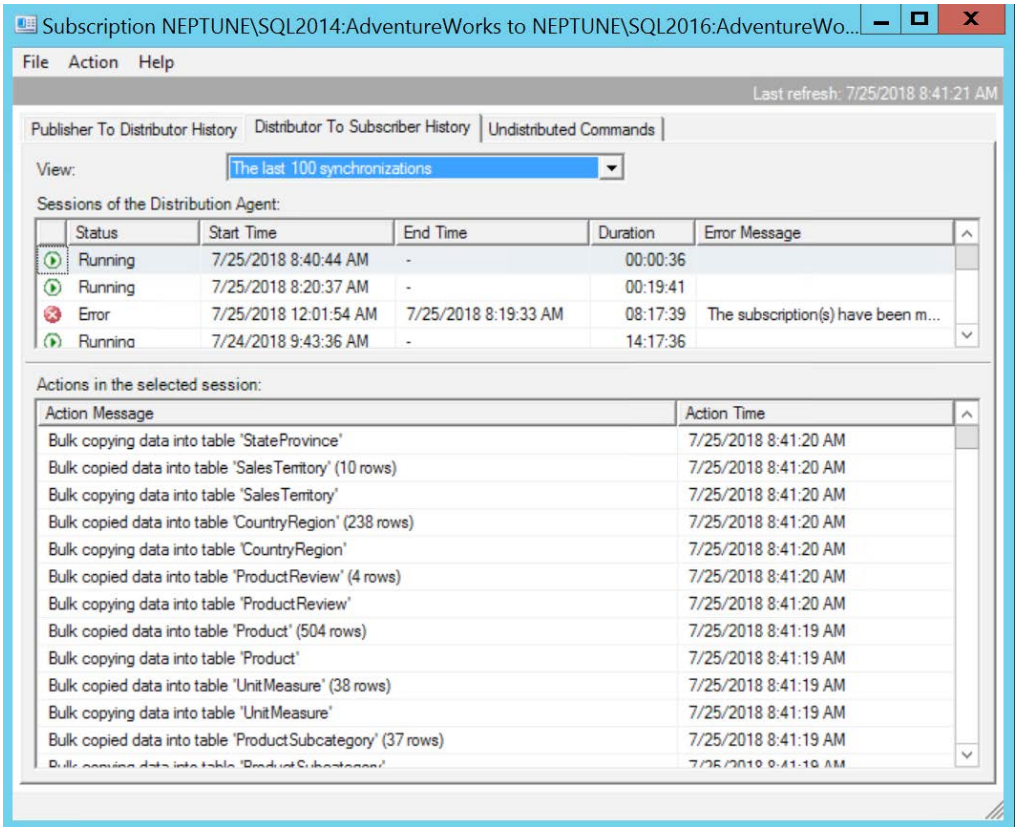 Subscription NEPTUNE\SQL2014:AdventureWorks to NEPTUNE\SQL2016:AdventureWo...
File Action Help
Last refresh: 7/25/2018 8:41:21 AM
Publisher To Distributor History Distributor To Subscriber History Undistributed Commands
View: The last 100 synchronizations
Sessions of the Distribution Agent:
Status Start Time End Time Duration Error Message
Running 7/25/2018 8:40:44 AM - 00:00:36
Running 7/25/2018 8:20:37 AM - 00:19:41
Error 7/25/2018 12:01:54 AM 7/25/2018 8:19:33 AM 08:17:39 The subscription(s) have been m...
Running 7/24/2018 9:43:36 AM - 14:17:36
Actions in the selected session:
Action Message Action Time
Bulk copying data into table 'StateProvince' 7/25/2018 8:41:20 AM
Bulk copied data into table 'SalesTerritory' (10 rows) 7/25/2018 8:41:20 AM
Bulk copying data into table 'SalesTerritory' 7/25/2018 8:41:20 AM
Bulk copied data into table 'CountryRegion' (238 rows) 7/25/2018 8:41:20 AM
Bulk copying data into table 'CountryRegion' 7/25/2018 8:41:20 AM
Bulk copied data into table 'ProductReview' (4 rows) 7/25/2018 8:41:20 AM
Bulk copying data into table 'ProductReview' 7/25/2018 8:41:20 AM
Bulk copied data into table 'Product' (504 rows) 7/25/2018 8:41:19 AM
Bulk copying data into table 'Product' 7/25/2018 8:41:19 AM
Bulk copied data into table 'UnitMeasure' (38 rows) 7/25/2018 8:41:19 AM
Bulk copying data into table 'UnitMeasure' 7/25/2018 8:41:19 AM
Bulk copied data into table 'ProductSubcategory' (37 rows) 7/25/2018 8:41:19 AM
Bulk copying data into table 'ProductSubcategory' 7/25/2018 8:41:19 AM